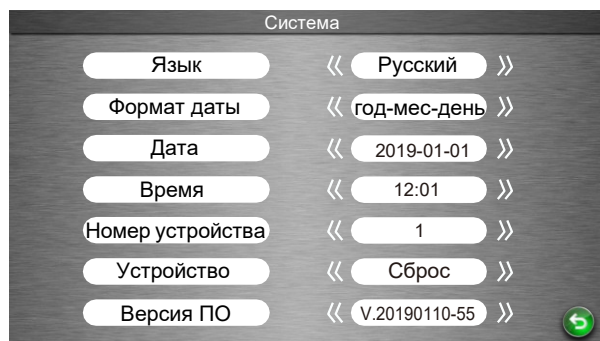 Система
Язык « Русский »
Формат даты « год-мес-день »
Дата « 2019-01-01 »
Время « 12:01 »
Номер устройства « 1 »
Устройство « Сброс »
Версия ПО « V.20190110-55 »